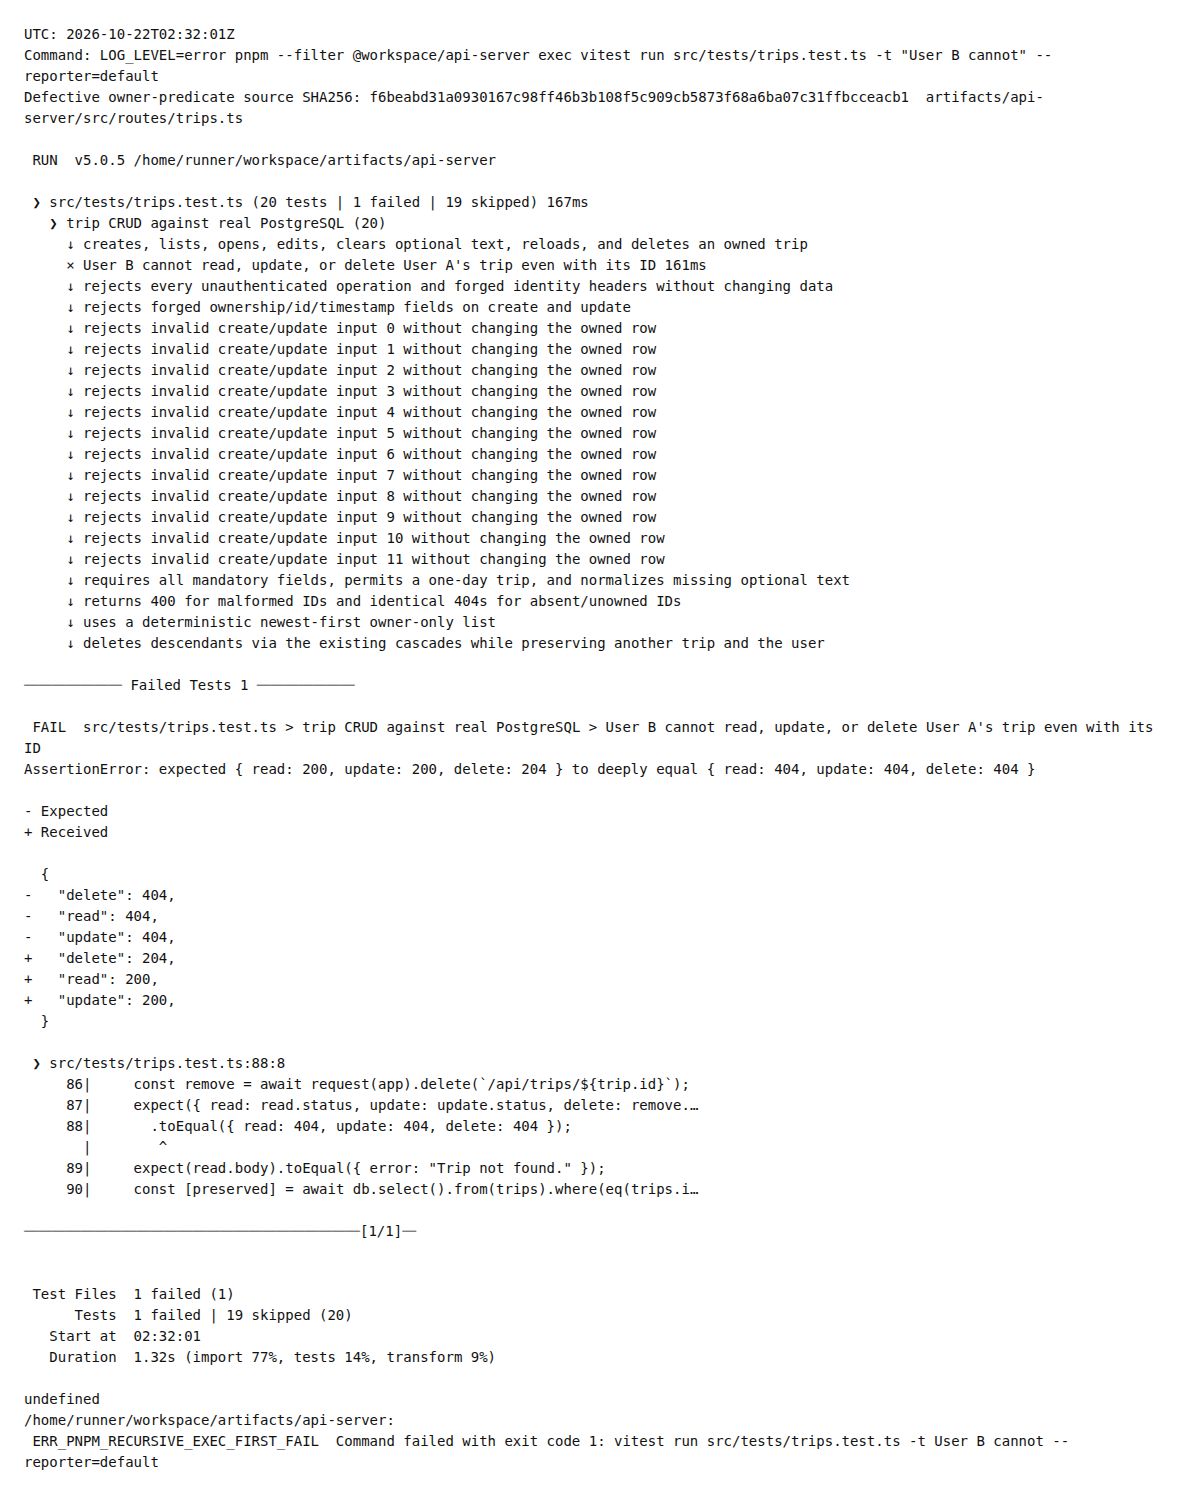 UTC: 2026-10-22T02:32:01Z
Command: LOG_LEVEL=error pnpm --filter @workspace/api-server exec vitest run src/tests/trips.test.ts -t "User B cannot" --
reporter=default
Defective owner-predicate source SHA256: f6beabd31a0930167c98ff46b3b108f5c909cb5873f68a6ba07c31ffbcceacb1  artifacts/api-
server/src/routes/trips.ts

 RUN  v5.0.5 /home/runner/workspace/artifacts/api-server

 ❯ src/tests/trips.test.ts (20 tests | 1 failed | 19 skipped) 167ms
   ❯ trip CRUD against real PostgreSQL (20)
     ↓ creates, lists, opens, edits, clears optional text, reloads, and deletes an owned trip
     × User B cannot read, update, or delete User A's trip even with its ID 161ms
     ↓ rejects every unauthenticated operation and forged identity headers without changing data
     ↓ rejects forged ownership/id/timestamp fields on create and update
     ↓ rejects invalid create/update input 0 without changing the owned row
     ↓ rejects invalid create/update input 1 without changing the owned row
     ↓ rejects invalid create/update input 2 without changing the owned row
     ↓ rejects invalid create/update input 3 without changing the owned row
     ↓ rejects invalid create/update input 4 without changing the owned row
     ↓ rejects invalid create/update input 5 without changing the owned row
     ↓ rejects invalid create/update input 6 without changing the owned row
     ↓ rejects invalid create/update input 7 without changing the owned row
     ↓ rejects invalid create/update input 8 without changing the owned row
     ↓ rejects invalid create/update input 9 without changing the owned row
     ↓ rejects invalid create/update input 10 without changing the owned row
     ↓ rejects invalid create/update input 11 without changing the owned row
     ↓ requires all mandatory fields, permits a one-day trip, and normalizes missing optional text
     ↓ returns 400 for malformed IDs and identical 404s for absent/unowned IDs
     ↓ uses a deterministic newest-first owner-only list
     ↓ deletes descendants via the existing cascades while preserving another trip and the user

──────────── Failed Tests 1 ────────────

 FAIL  src/tests/trips.test.ts > trip CRUD against real PostgreSQL > User B cannot read, update, or delete User A's trip even with its
ID
AssertionError: expected { read: 200, update: 200, delete: 204 } to deeply equal { read: 404, update: 404, delete: 404 }

- Expected
+ Received

  {
-   "delete": 404,
-   "read": 404,
-   "update": 404,
+   "delete": 204,
+   "read": 200,
+   "update": 200,
  }

 ❯ src/tests/trips.test.ts:88:8
     86|     const remove = await request(app).delete(`/api/trips/${trip.id}`);
     87|     expect({ read: read.status, update: update.status, delete: remove.…
     88|       .toEqual({ read: 404, update: 404, delete: 404 });
       |        ^
     89|     expect(read.body).toEqual({ error: "Trip not found." });
     90|     const [preserved] = await db.select().from(trips).where(eq(trips.i…

────────────────────────────────────────[1/1]──


 Test Files  1 failed (1)
      Tests  1 failed | 19 skipped (20)
   Start at  02:32:01
   Duration  1.32s (import 77%, tests 14%, transform 9%)

undefined
/home/runner/workspace/artifacts/api-server:
 ERR_PNPM_RECURSIVE_EXEC_FIRST_FAIL  Command failed with exit code 1: vitest run src/tests/trips.test.ts -t User B cannot --
reporter=default